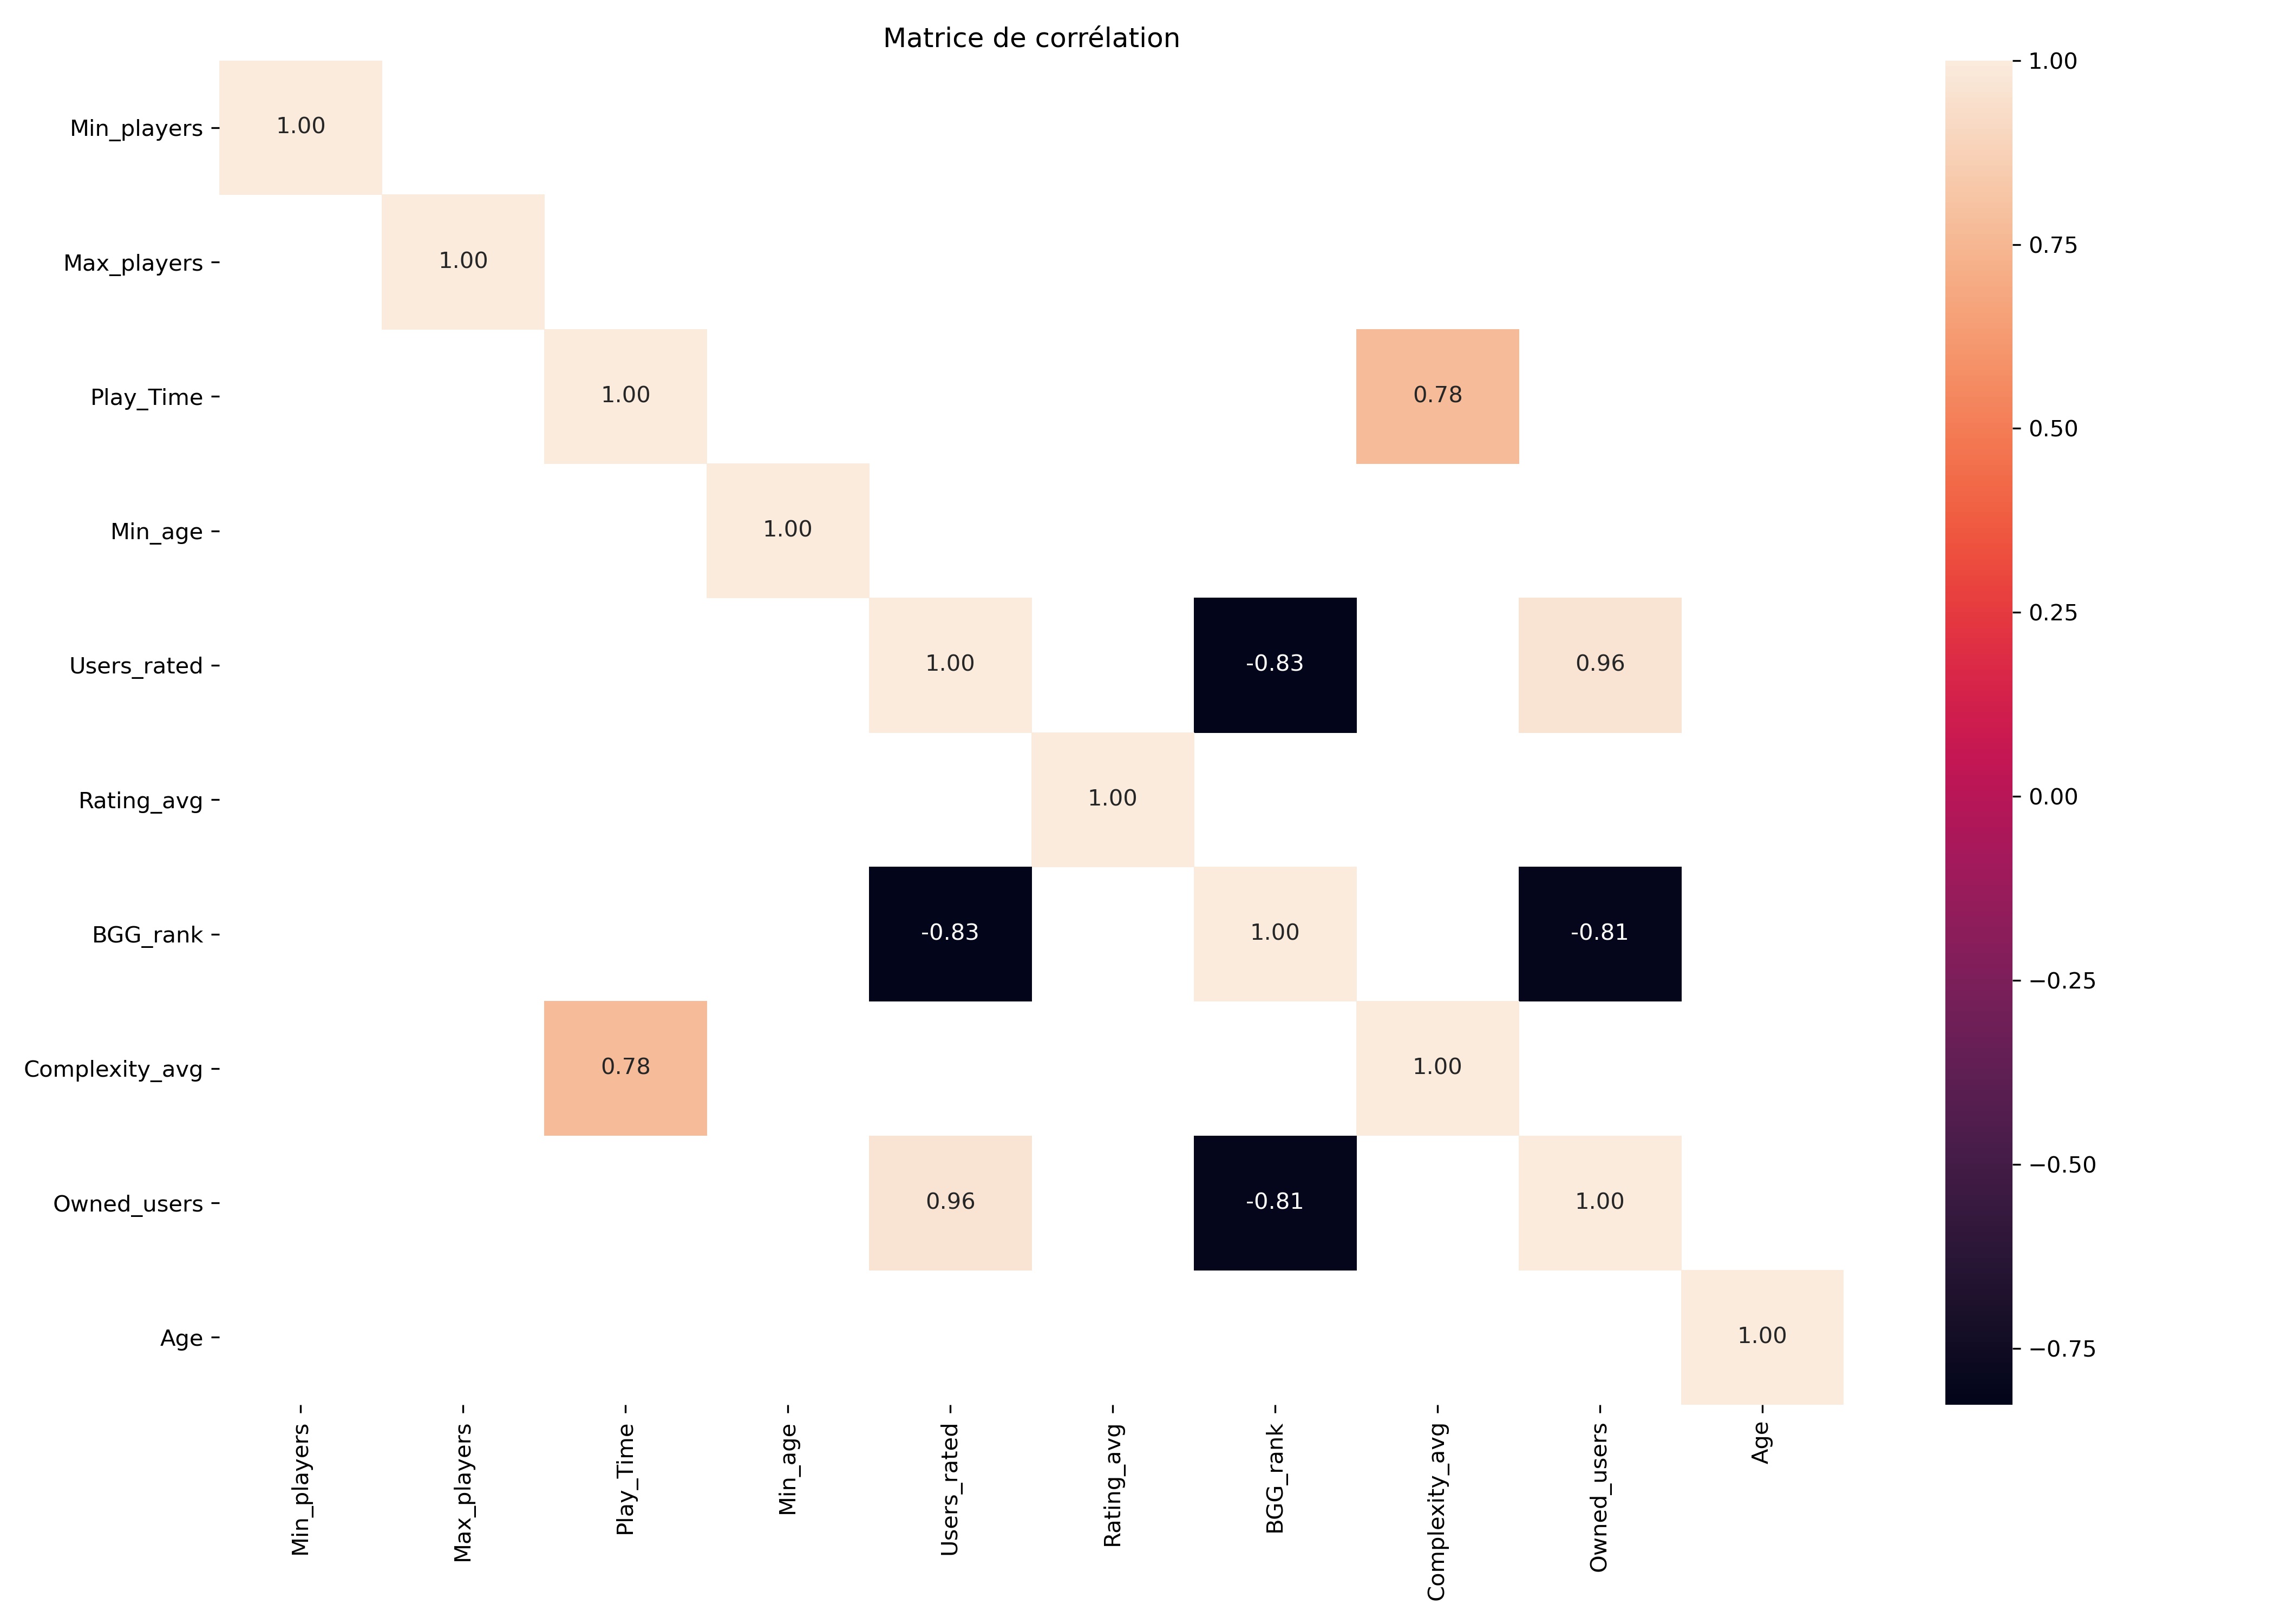 Matrice de corrélation
Min_players 1.00
Max_players 1.00
Play_Time 1.00 0.78
Min_age 1.00
Users_rated 1.00 -0.83 0.96
Rating_avg 1.00
BGG_rank -0.83 1.00 -0.81
Complexity_avg 0.78 1.00
Owned_users 0.96 -0.81 1.00
Age 1.00
Min_players Max_players Play_Time Min_age Users_rated Rating_avg BGG_rank Complexity_avg Owned_users Age
1.00
0.75
0.50
0.25
0.00
−0.25
−0.50
−0.75